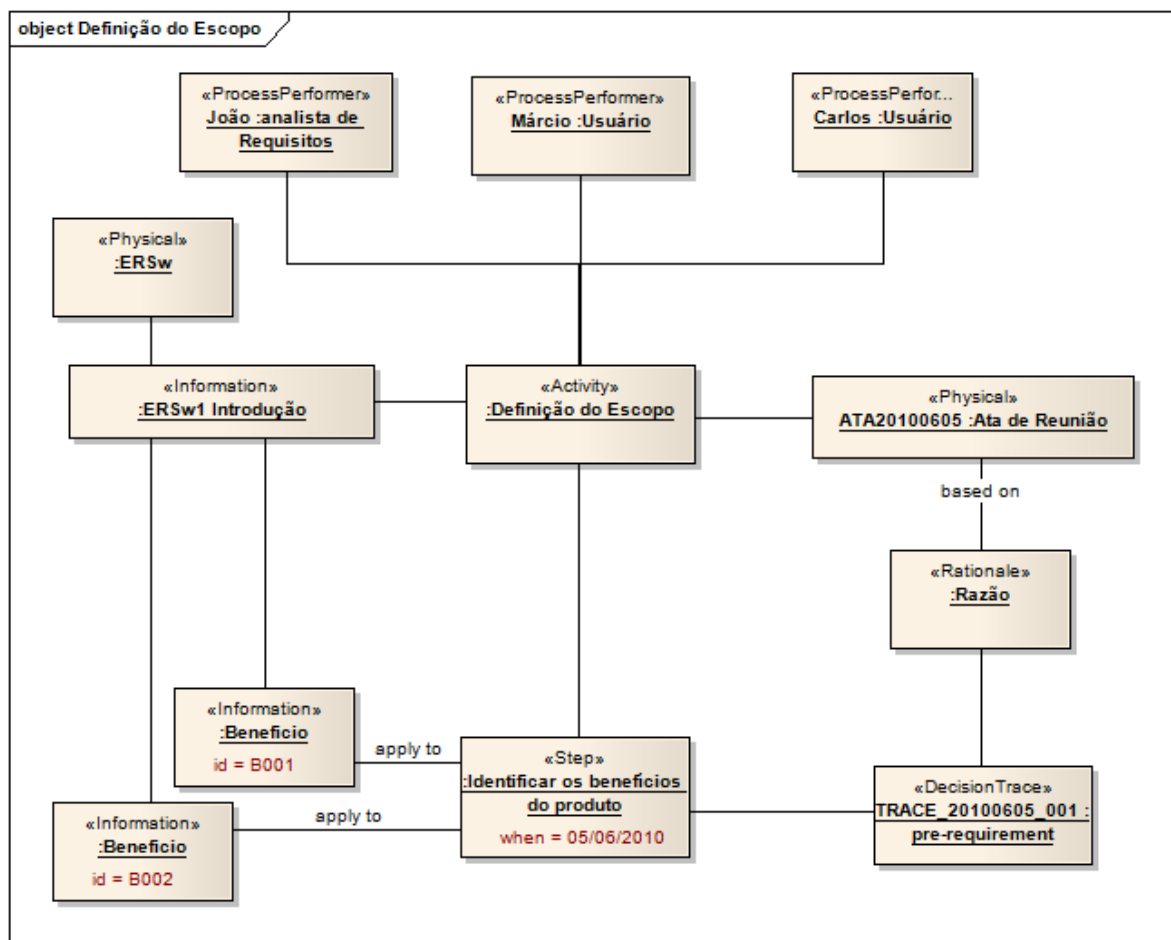 object Definição do Escopo
«ProcessPerformer»
João :analista de
Requisitos
«ProcessPerformer»
Márcio :Usuário
«ProcessPerfor...
Carlos :Usuário
«Physical»
:ERSw
«Information»
:ERSw1 Introdução
«Activity»
:Definição do Escopo
«Physical»
ATA20100605 :Ata de Reunião
based on
«Rationale»
:Razão
«Information»
:Beneficio
id = B001
apply to
«Step»
:Identificar os benefícios
do produto
when = 05/06/2010
«DecisionTrace»
TRACE_20100605_001 :
pre-requirement
«Information»
:Beneficio
id = B002
apply to